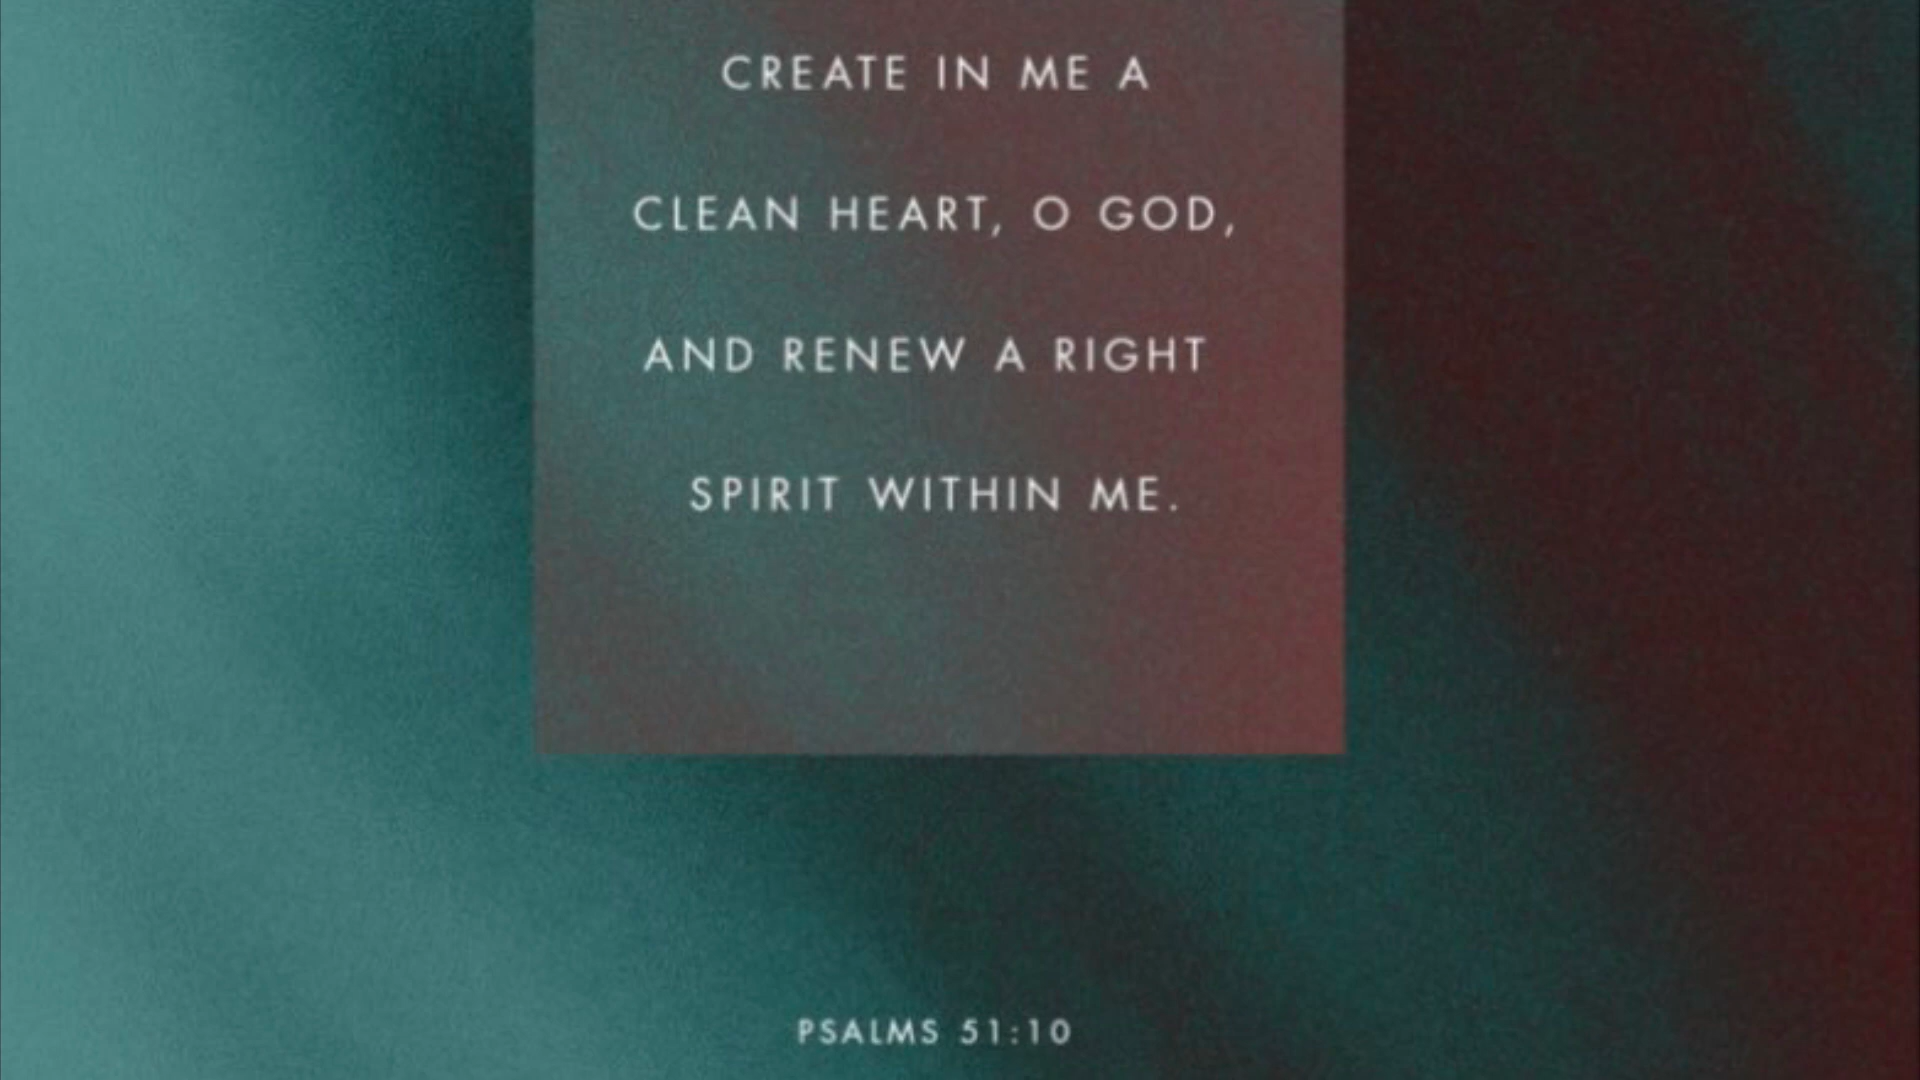 CREATE IN ME A
CLEAN HEART, O GOD,
AND RENEW A RIGHT
SPIRIT WITHIN ME.
PSALMS 51:10